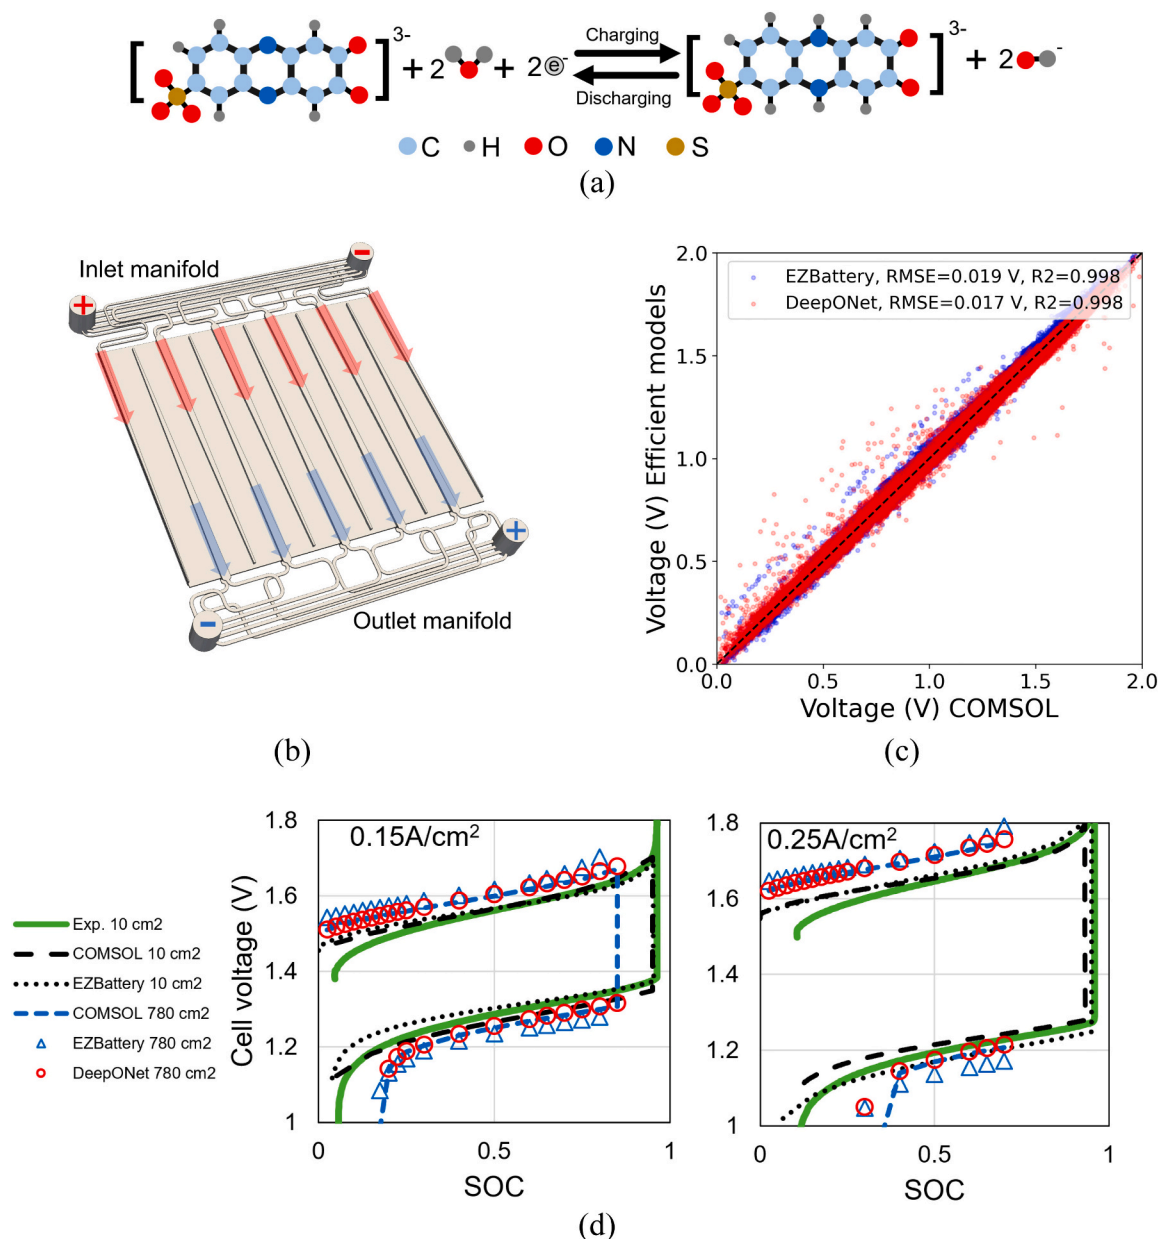 [ ]3- + 2 + 2 e- Charging Discharging [ ]3- + 2 -
C H O N S
(a)
Inlet manifold
+ −
+ −
Outlet manifold
(b)
2.0
1.5
1.0
0.5
0.0
Voltage (V) Efficient models
EZBattery, RMSE=0.019 V, R2=0.998
DeepONet, RMSE=0.017 V, R2=0.998
0.0 0.5 1.0 1.5 2.0
Voltage (V) COMSOL
(c)
Exp. 10 cm2
COMSOL 10 cm2
EZBattery 10 cm2
COMSOL 780 cm2
EZBattery 780 cm2
DeepONet 780 cm2
Cell voltage (V)
1.8
1.6
1.4
1.2
1
0.15A/cm2
0 0.5 1
SOC
1.8
1.6
1.4
1.2
1
0.25A/cm2
0 0.5 1
SOC
(d)